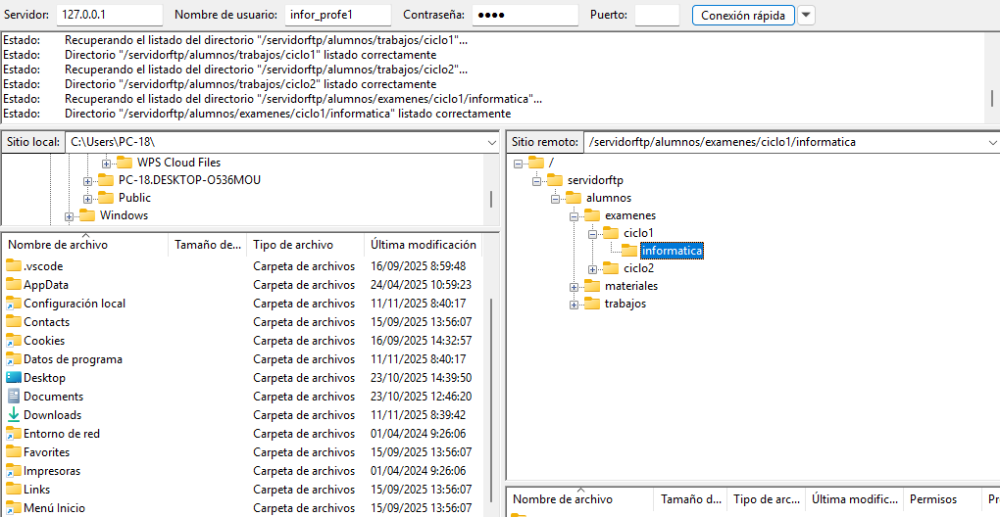 Servidor: 127.0.0.1 Nombre de usuario: infor_profe1 Contraseña: ●●●● Puerto: Conexión rápida
Estado: Recuperando el listado del directorio "/servidorftp/alumnos/trabajos/ciclo1"...
Estado: Directorio "/servidorftp/alumnos/trabajos/ciclo1" listado correctamente
Estado: Recuperando el listado del directorio "/servidorftp/alumnos/trabajos/ciclo2"...
Estado: Directorio "/servidorftp/alumnos/trabajos/ciclo2" listado correctamente
Estado: Recuperando el listado del directorio "/servidorftp/alumnos/examenes/ciclo1/informatica"...
Estado: Directorio "/servidorftp/alumnos/examenes/ciclo1/informatica" listado correctamente
Sitio local: C:\Users\PC-18\
WPS Cloud Files
PC-18.DESKTOP-O536MOU
Public
Windows
Nombre de archivo Tamaño de... Tipo de archivo Última modificación
.vscode Carpeta de archivos 16/09/2025 8:59:48
AppData Carpeta de archivos 24/04/2025 10:59:23
Configuración local Carpeta de archivos 11/11/2025 8:40:17
Contacts Carpeta de archivos 15/09/2025 13:56:07
Cookies Carpeta de archivos 16/09/2025 14:32:57
Datos de programa Carpeta de archivos 11/11/2025 8:40:17
Desktop Carpeta de archivos 23/10/2025 14:39:50
Documents Carpeta de archivos 23/10/2025 12:46:20
Downloads Carpeta de archivos 11/11/2025 8:39:42
Entorno de red Carpeta de archivos 01/04/2024 9:26:06
Favorites Carpeta de archivos 15/09/2025 13:56:07
Impresoras Carpeta de archivos 01/04/2024 9:26:06
Links Carpeta de archivos 15/09/2025 13:56:07
Menú Inicio Carpeta de archivos 15/09/2025 13:56:07
Sitio remoto: /servidorftp/alumnos/examenes/ciclo1/informatica
/
servidorftp
alumnos
examenes
ciclo1
informatica
ciclo2
materiales
trabajos
Nombre de archivo Tamaño d... Tipo de arc... Última modific... Permisos Pr